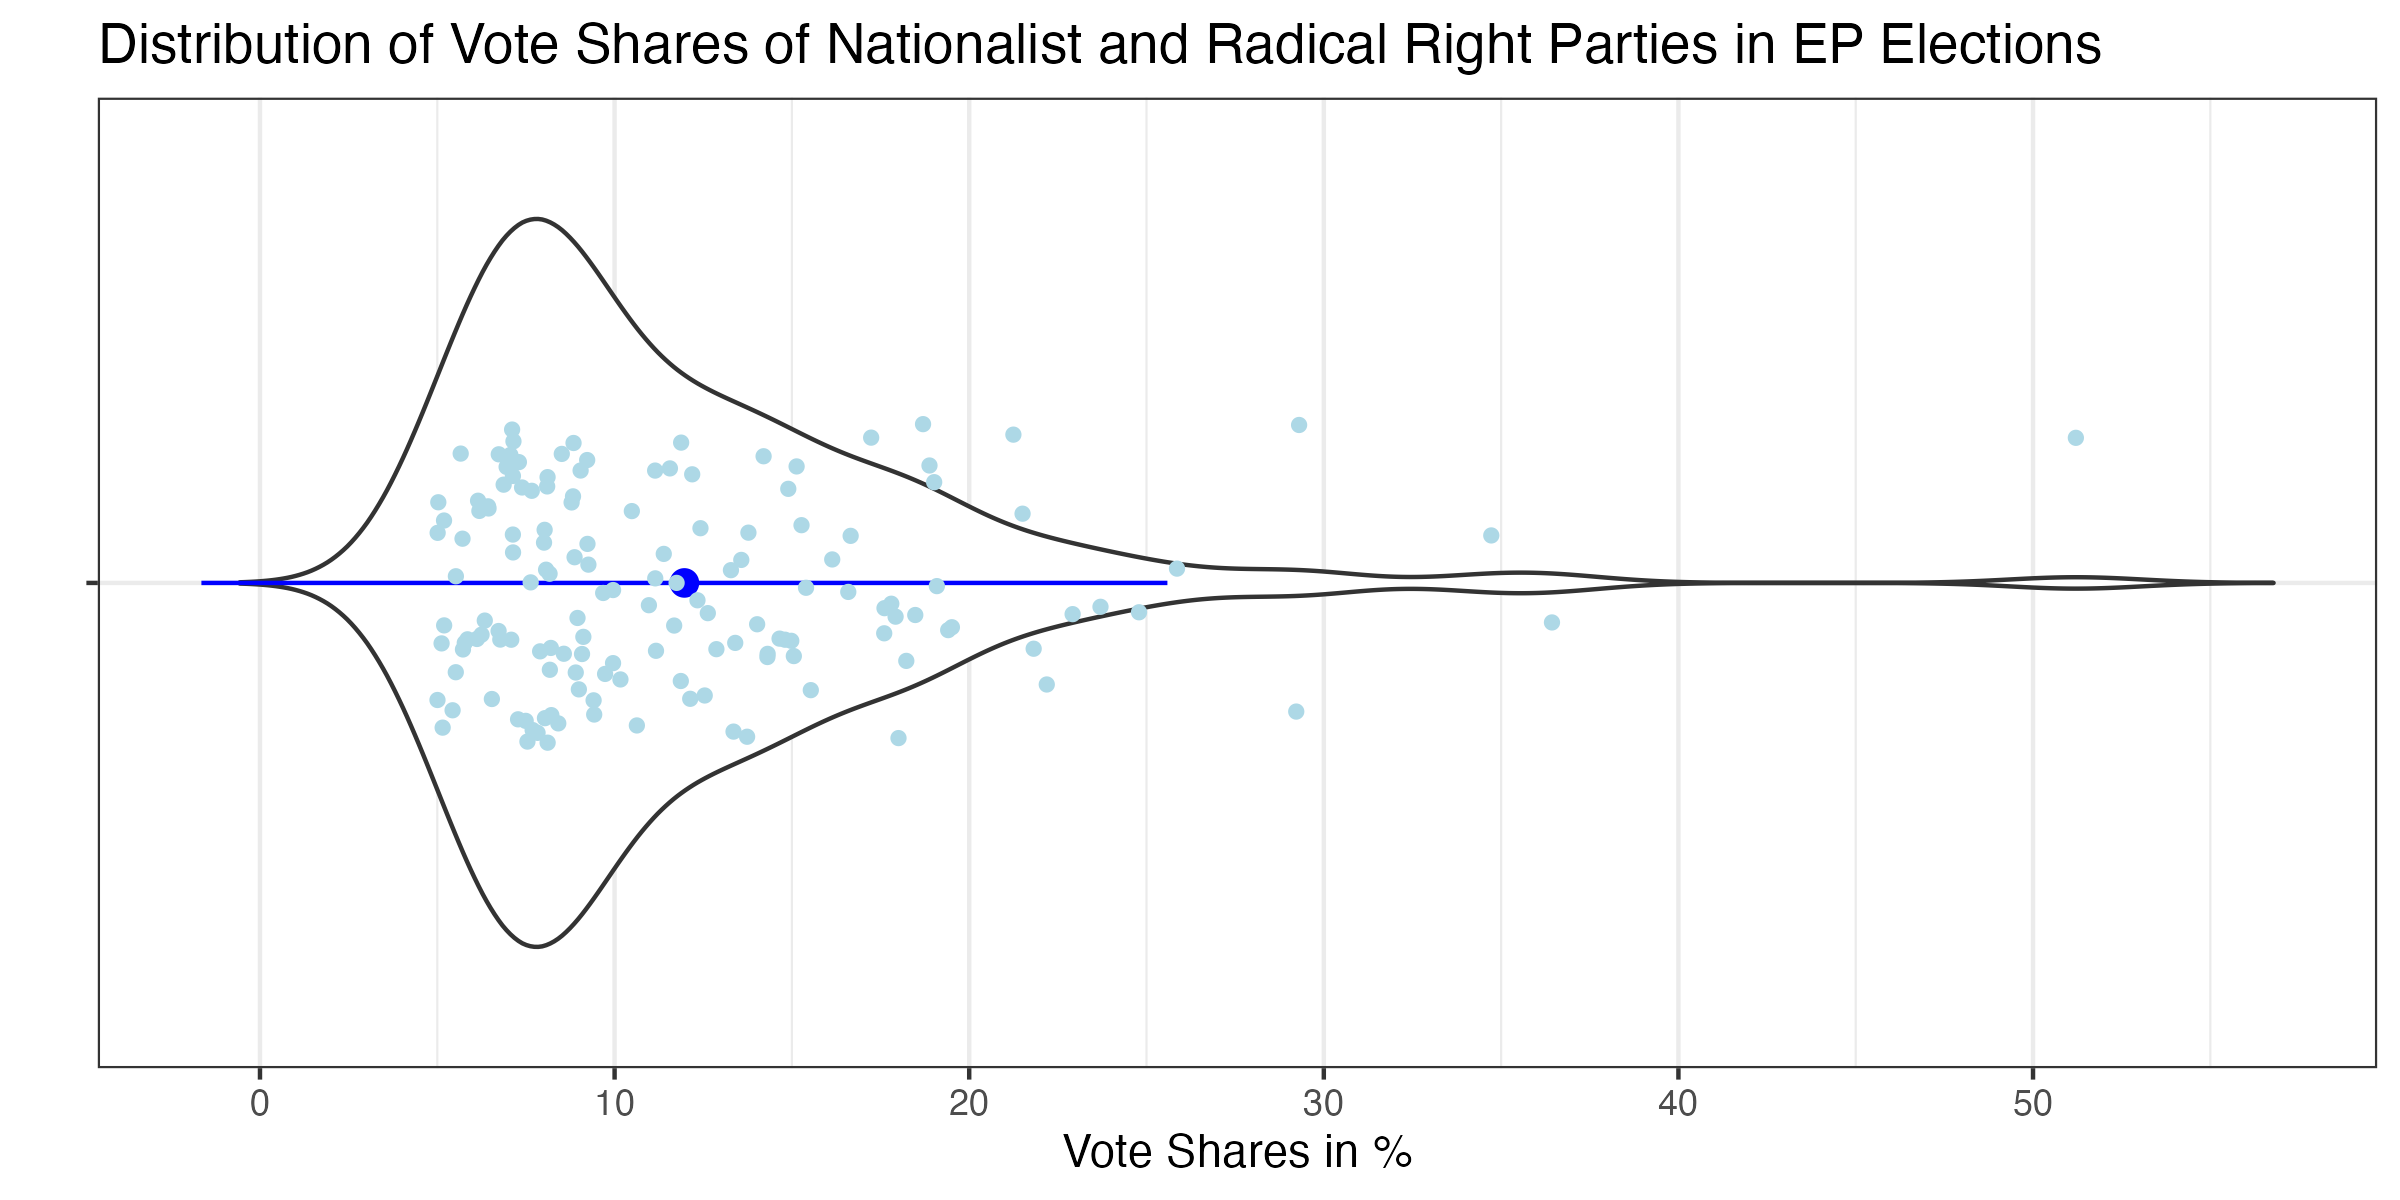 Distribution of Vote Shares of Nationalist and Radical Right Parties in EP Elections
0 10 20 30 40 50
Vote Shares in %